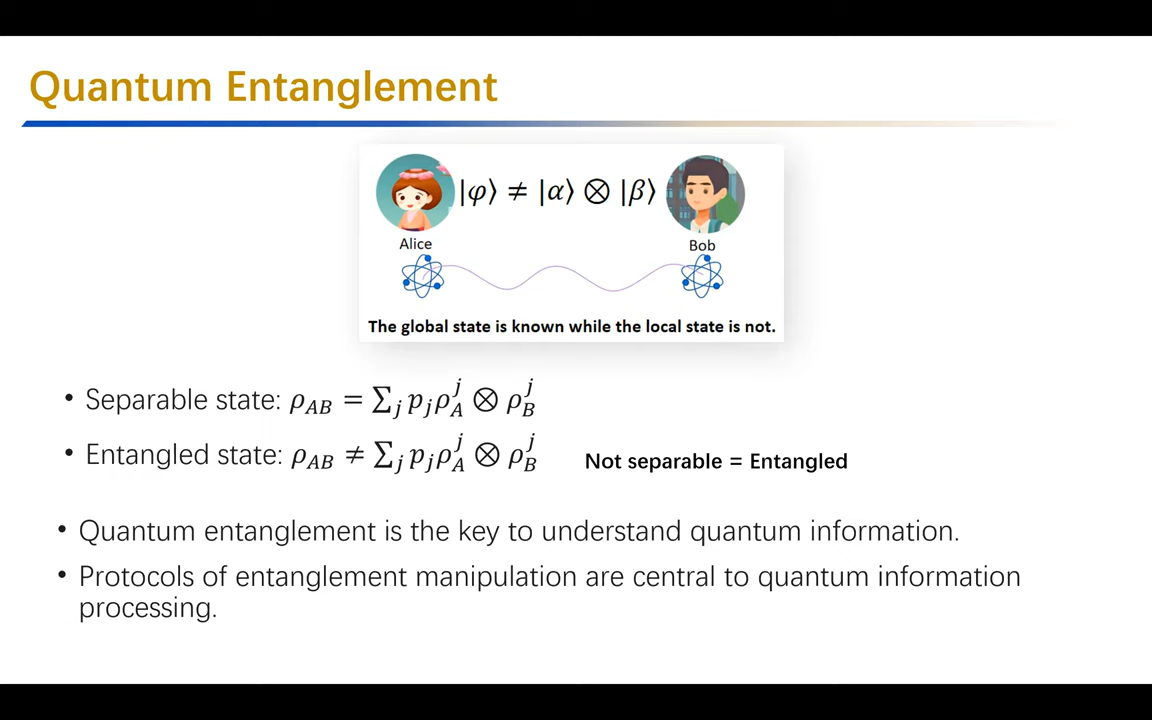 Quantum Entanglement
|φ⟩ ≠ |α⟩ ⊗ |β⟩
Alice
Bob
The global state is known while the local state is not.
• Separable state: ρ_AB = ∑_j p_j ρ_A^j ⊗ ρ_B^j
• Entangled state: ρ_AB ≠ ∑_j p_j ρ_A^j ⊗ ρ_B^j
Not separable = Entangled
• Quantum entanglement is the key to understand quantum information.
• Protocols of entanglement manipulation are central to quantum information
processing.